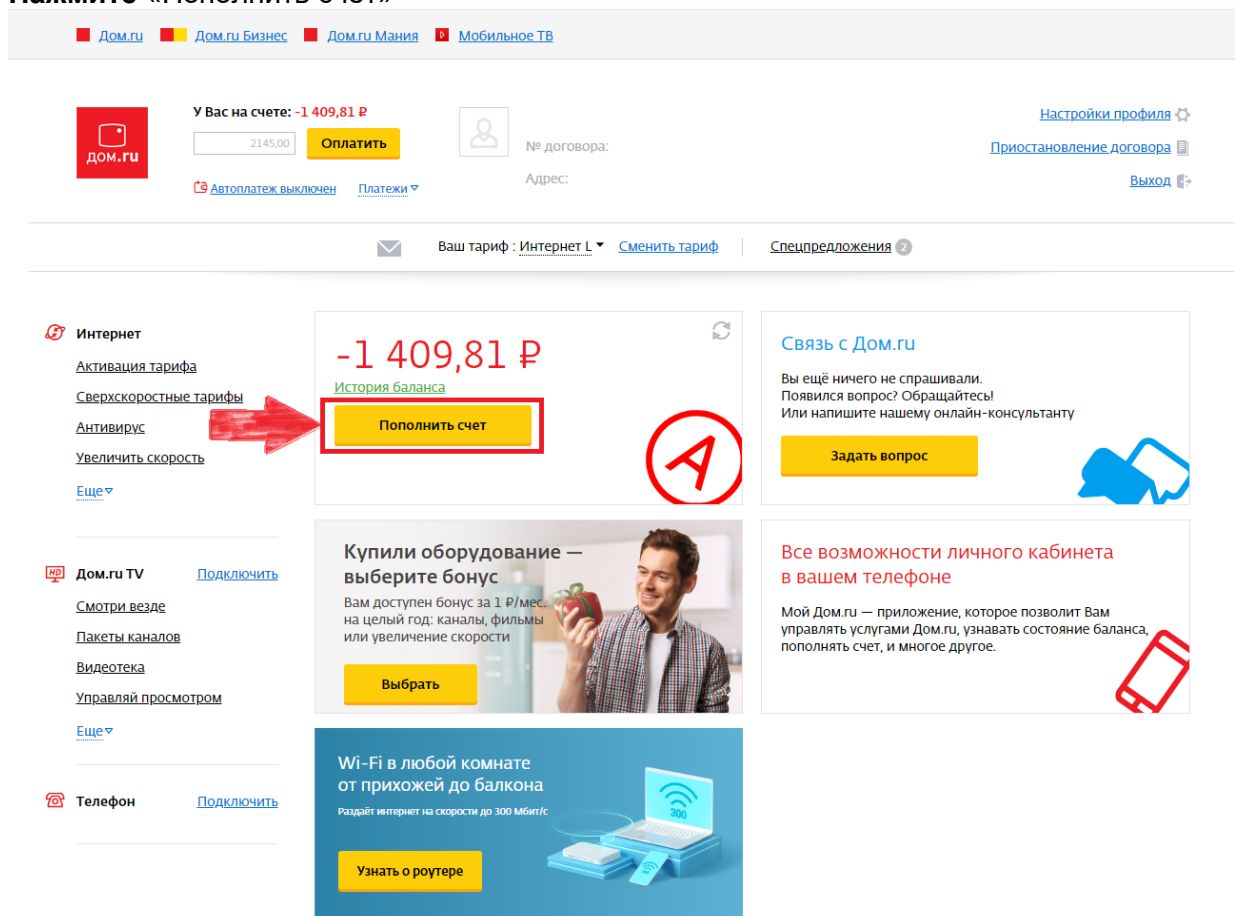 Нажмите «Пополнить счет»
Дом.ru Дом.ru Бизнес Дом.ru Мания Мобильное ТВ
дом.ru
У Вас на счете: -1 409,81 ₽
2145,00 Оплатить
Автоплатеж выключен Платежи
№ договора:
Адрес:
Настройки профиля
Приостановление договора
Выход
Ваш тариф : Интернет L Сменить тариф Спецпредложения 2
Интернет
Активация тарифа
Сверхскоростные тарифы
Антивирус
Увеличить скорость
Еще
HD Дом.ru TV Подключить
Смотри везде
Пакеты каналов
Видеотека
Управляй просмотром
Еще
Телефон Подключить
-1 409,81 ₽
История баланса
Пополнить счет
А
Связь с Дом.ru
Вы ещё ничего не спрашивали.
Появился вопрос? Обращайтесь!
Или напишите нашему онлайн-консультанту
Задать вопрос
Купили оборудование —
выберите бонус
Вам доступен бонус за 1 ₽/мес.
на целый год: каналы, фильмы
или увеличение скорости
Выбрать
Все возможности личного кабинета
в вашем телефоне
Мой Дом.ru — приложение, которое позволит Вам
управлять услугами Дом.ru, узнавать состояние баланса,
пополнять счет, и многое другое.
Wi-Fi в любой комнате
от прихожей до балкона
Раздаёт интернет на скорости до 300 Мбит/с
300
Узнать о роутере